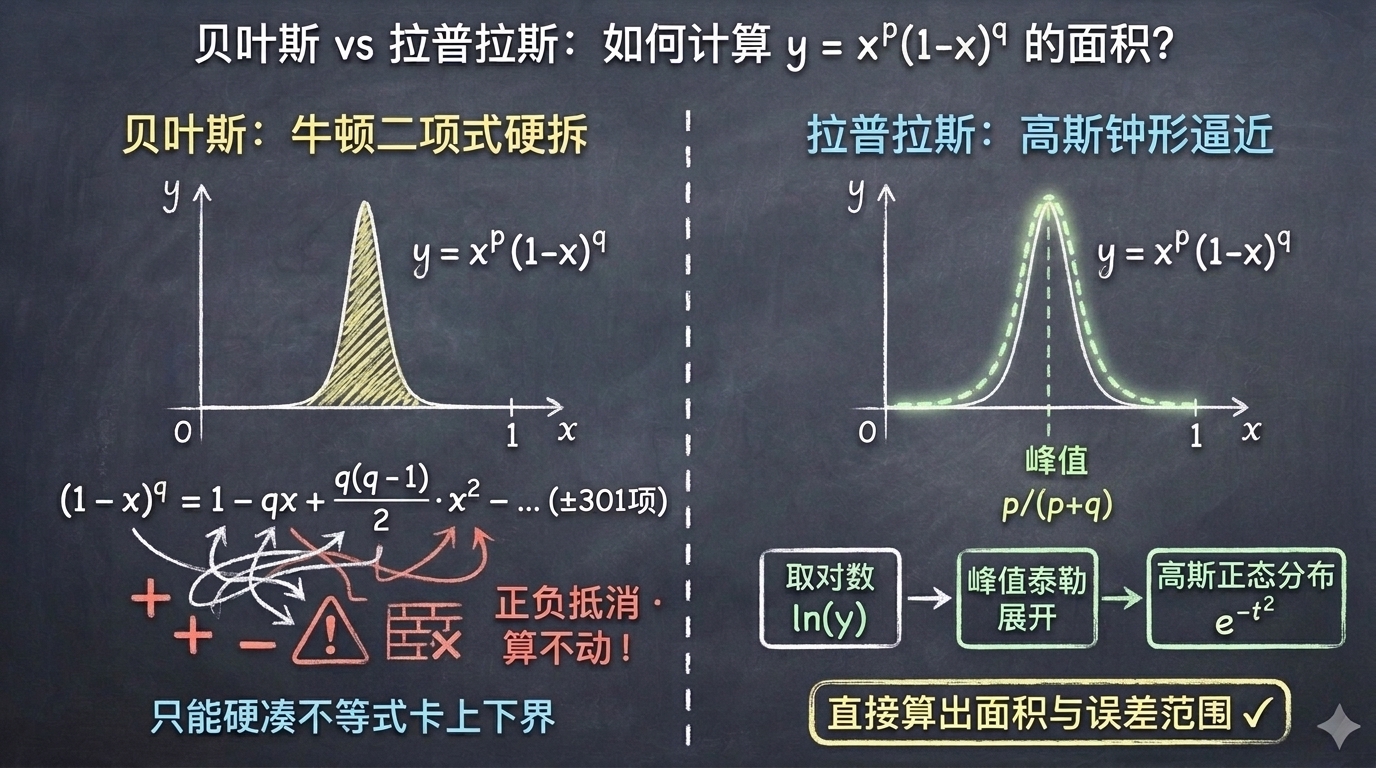 贝叶斯 vs 拉普拉斯：如何计算 y = x^p(1-x)^q 的面积？
贝叶斯：牛顿二项式硬拆
y
y = x^p (1-x)^q
0
1
x
(1 - x)^q = 1 - qx + q(q - 1)/2 · x^2 - ... (±301项)
+
+
-
!
正负抵消 ·
算不动！
只能硬凑不等式卡上下界
拉普拉斯：高斯钟形逼近
y
y = x^p (1-x)^q
0
1
x
峰值
p/(p+q)
取对数
ln(y)
峰值泰勒
展开
高斯正态分布
e^{-t^2}
直接算出面积与误差范围 ✓